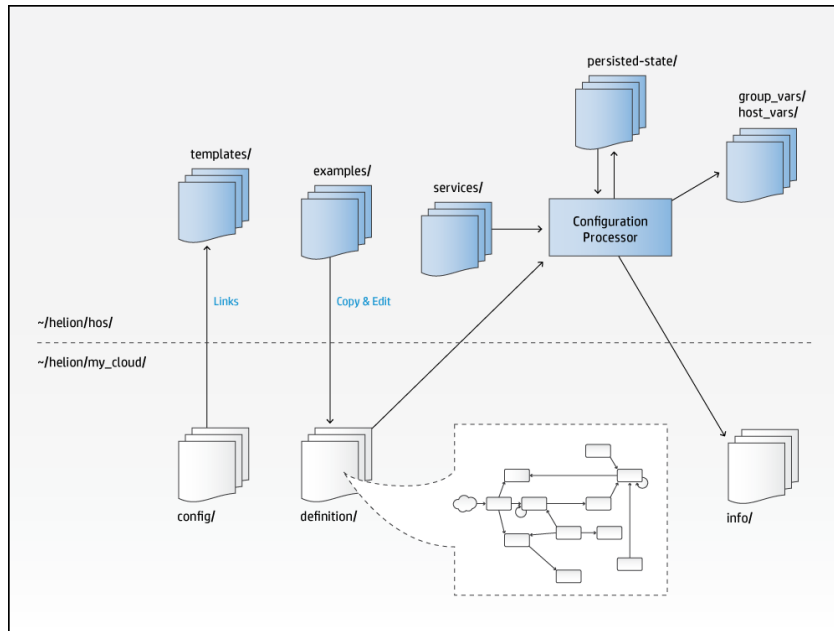 persisted-state/
group_vars/
host_vars/
templates/
examples/
services/
Configuration
Processor
Links
Copy & Edit
~/helion/hos/
~/helion/my_cloud/
config/
definition/
info/